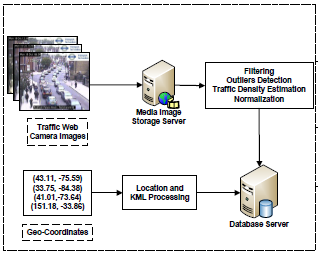 Traffic Web
Camera Images
Media Image
Storage Server
Filtering
Outliers Detection
Traffic Density Estimation
Normalization
(43.11, -75.59)
(33.75, -84.38)
(41.01,-73.64)
(151.18, -33.86)
Geo-Coordinates
Location and
KML Processing
Database Server